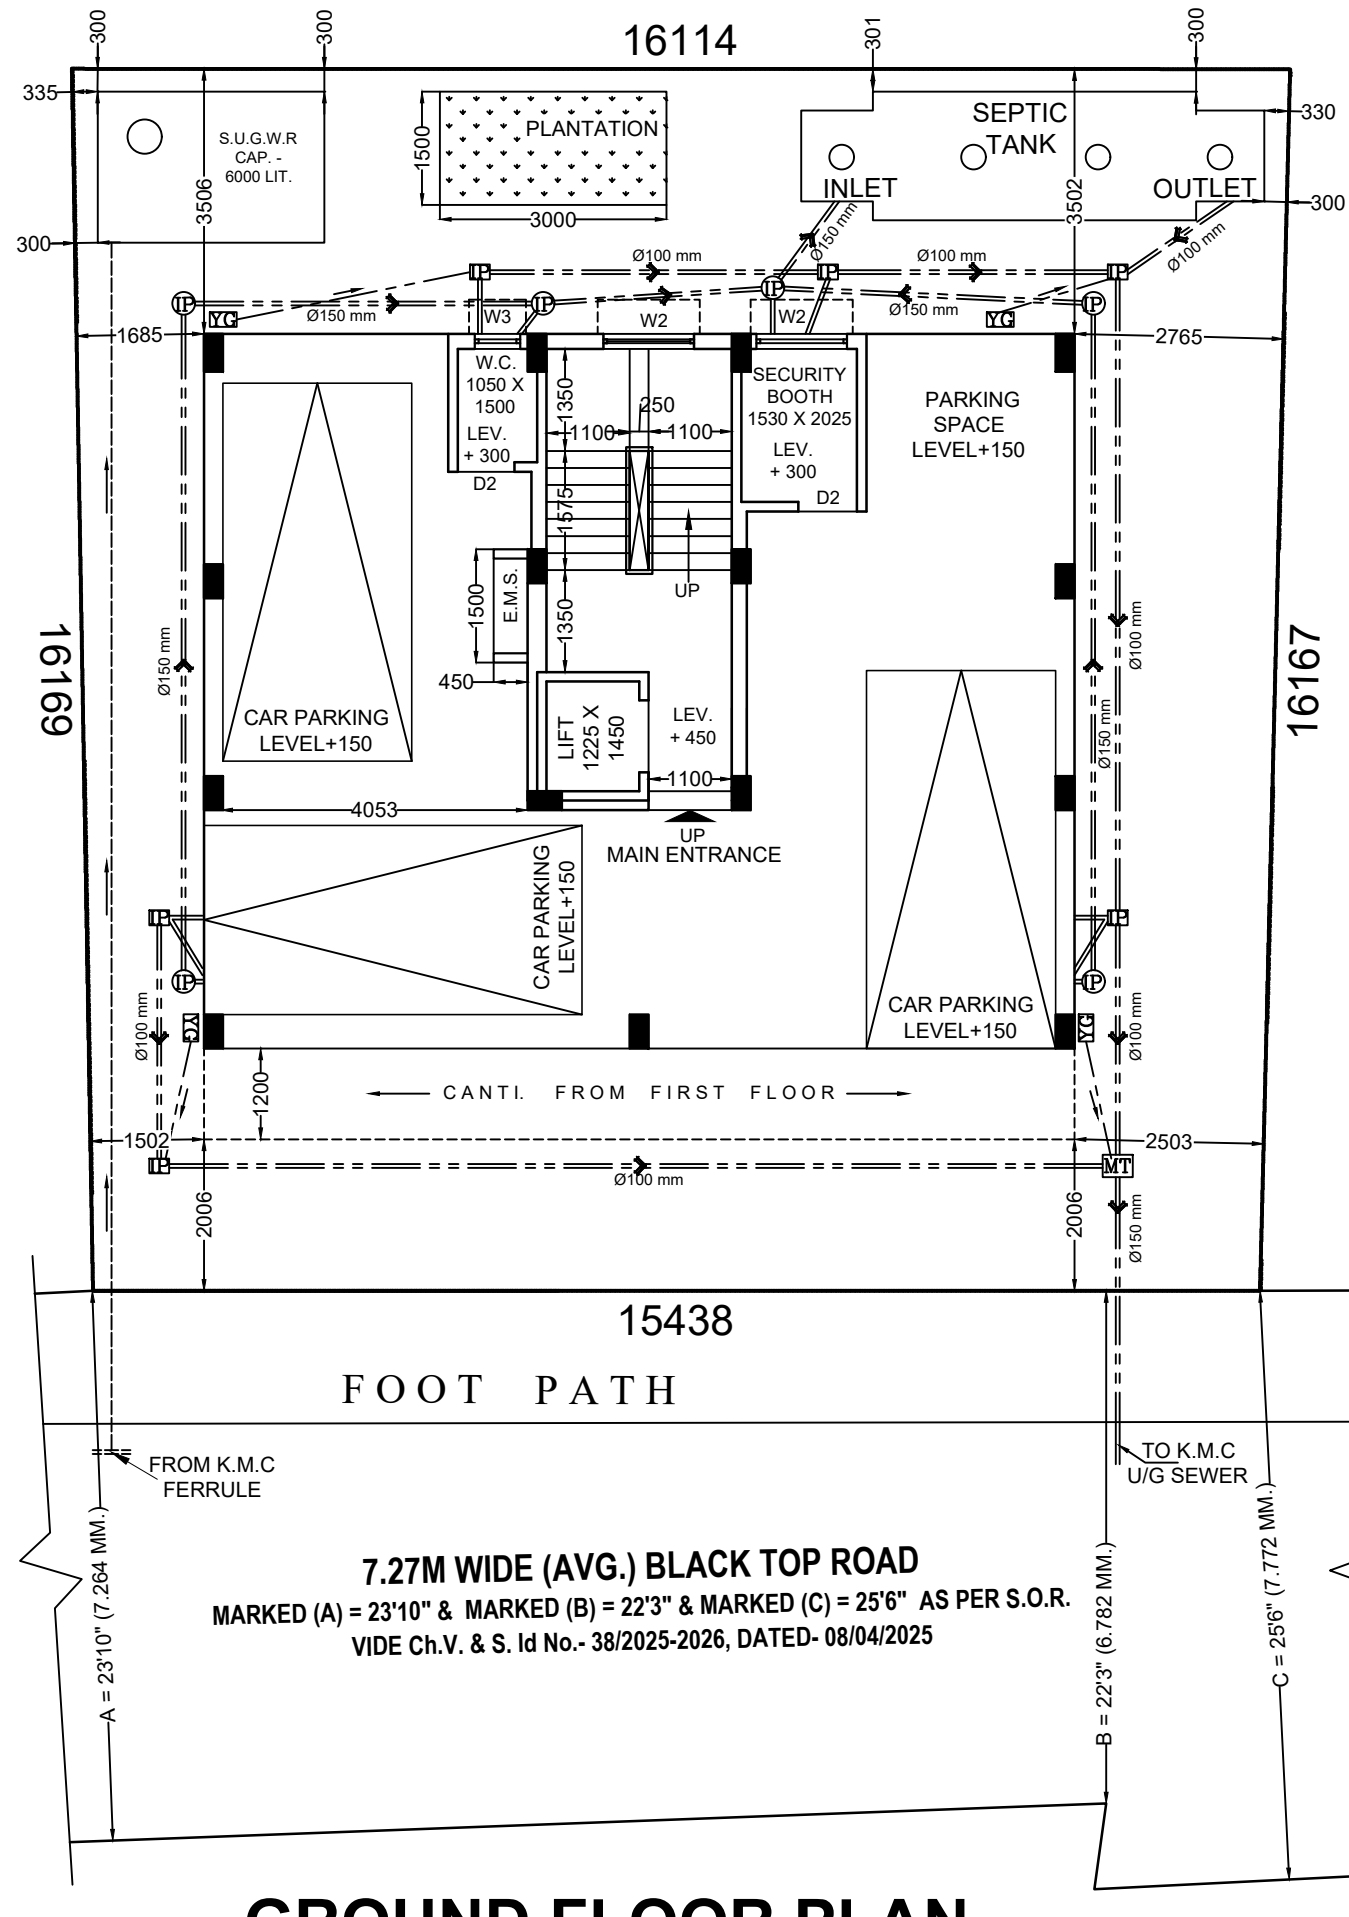 300
300
16114
301
300
335
S.U.G.W.R
CAP. -
6000 LIT.
1500
PLANTATION
3000
SEPTIC
TANK
330
INLET
OUTLET
300
300
3506
3502
Ø150 mm
Ø100 mm
IP
Ø100 mm
IP
Ø100 mm
IP
IP
Ø150 mm
IP
IP
Ø150 mm
IP
YG
YG
W3
W2
W2
1685
2765
W.C.
1050 X
1500
LEV.
+ 300
D2
1350
250
1100
1100
SECURITY
BOOTH
1530 X 2025
LEV.
+ 300
D2
PARKING
SPACE
LEVEL+150
1575
UP
1500
E.M.S.
1350
450
16169
16167
Ø150 mm
Ø100 mm
Ø150 mm
CAR PARKING
LEVEL+150
LIFT
1225 X
1450
LEV.
+ 450
1100
4053
UP
MAIN ENTRANCE
CAR PARKING
LEVEL+150
IP
IP
IP
IP
CAR PARKING
LEVEL+150
YG
YG
Ø100 mm
Ø100 mm
1200
CANTI. FROM FIRST FLOOR
1502
2503
IP
Ø100 mm
MT
2006
2006
Ø150 mm
15438
FOOT PATH
FROM K.M.C
FERRULE
TO K.M.C
U/G SEWER
7.27M WIDE (AVG.) BLACK TOP ROAD
MARKED (A) = 23'10" & MARKED (B) = 22'3" & MARKED (C) = 25'6" AS PER S.O.R.
VIDE Ch.V. & S. Id No.- 38/2025-2026, DATED- 08/04/2025
A = 23'10" (7.264 MM.)
B = 22'3" (6.782 MM.)
C = 25'6" (7.772 MM.)
GROUND FLOOR PLAN